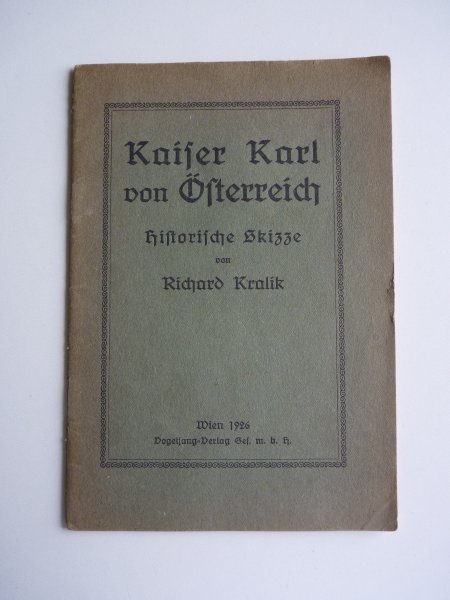 Kaiser Karl
von Österreich
Historische Skizze
von
Richard Kralik
Wien 1926
Vogelsang-Verlag Ges. m. b. H.